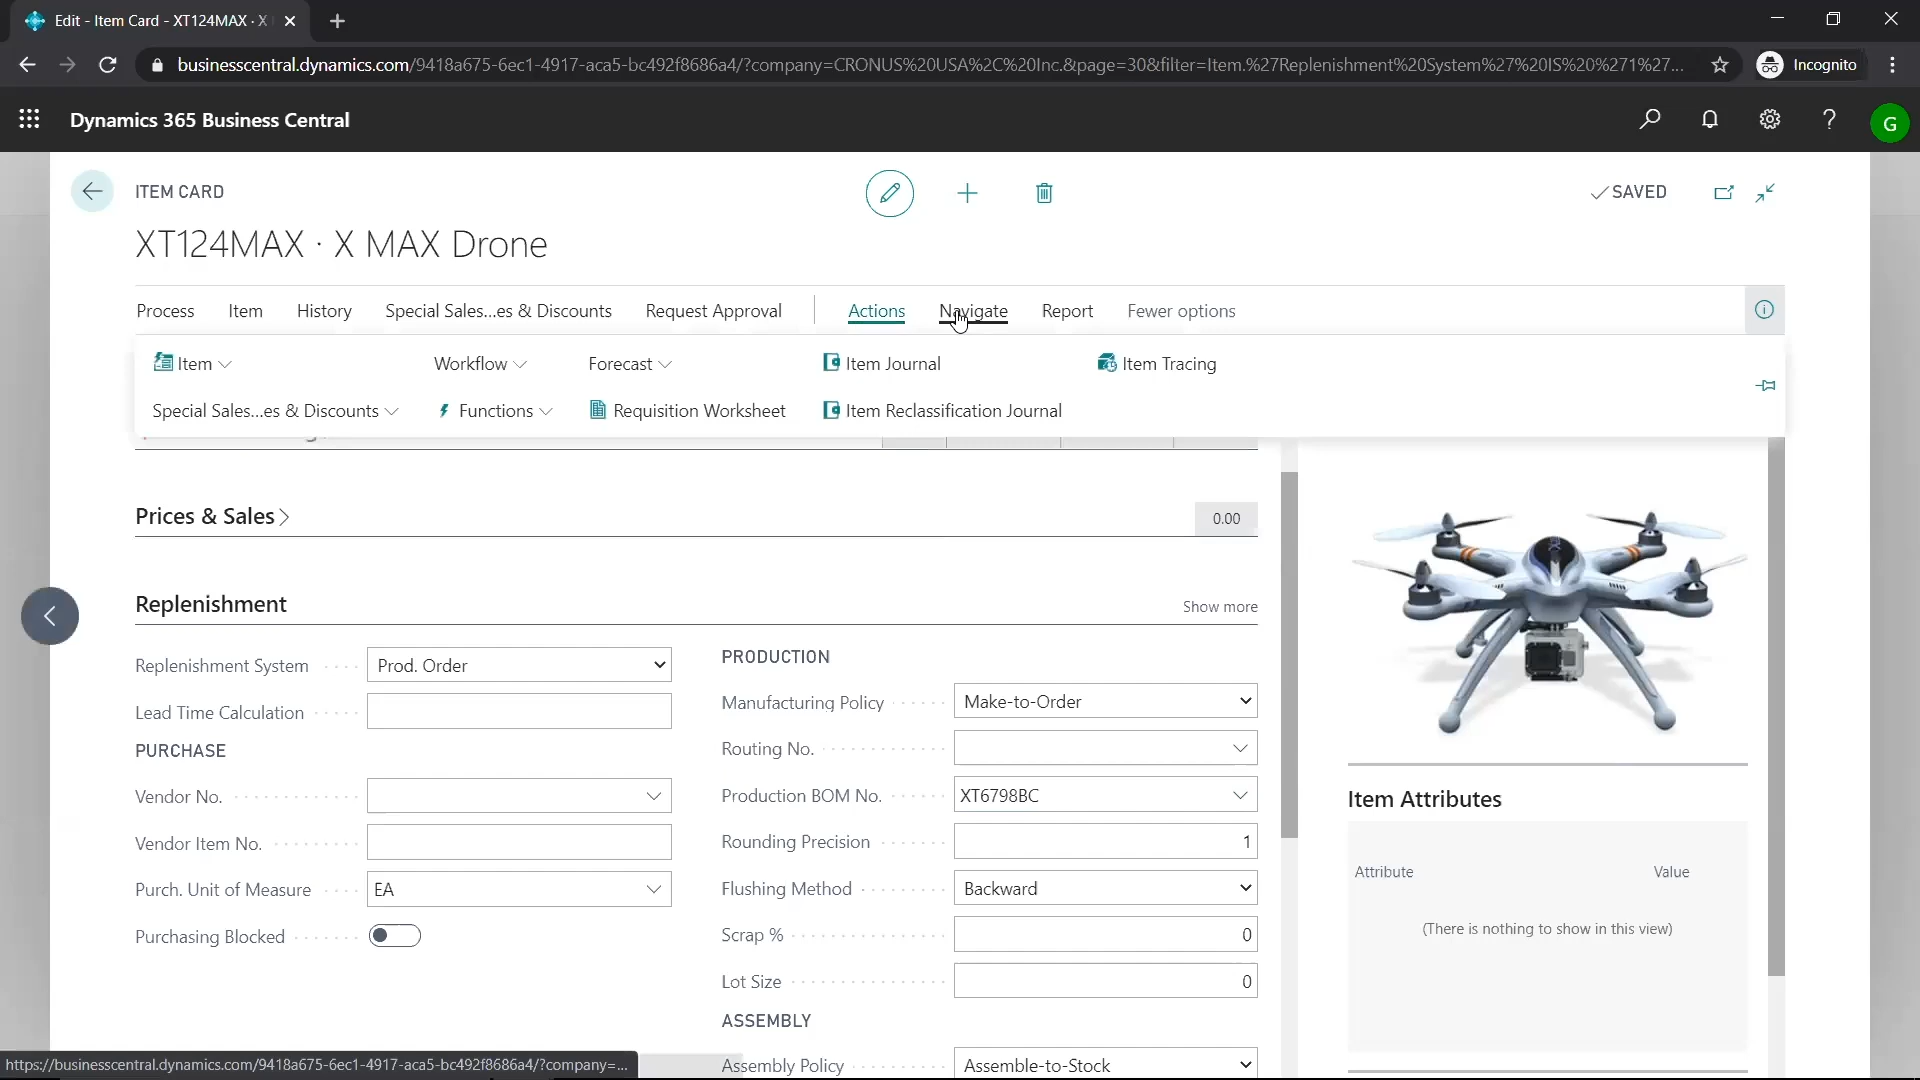 Edit - Item Card - XT124MAX · X
businesscentral.dynamics.com/9418a675-6ec1-4917-aca5-bc492f8686a4/?company=CRONUS%20USA%2C%20Inc.&page=30&filter=Item.%27Replenishment%20System%27%20IS%20%271%27...
Incognito
Dynamics 365 Business Central
G
ITEM CARD
SAVED
XT124MAX · X MAX Drone
Process Item History Special Sales...es & Discounts Request Approval Actions Navigate Report Fewer options
Item Workflow Forecast Item Journal Item Tracing
Special Sales...es & Discounts Functions Requisition Worksheet Item Reclassification Journal
Prices & Sales 0.00
Replenishment Show more
Replenishment System Prod. Order
Lead Time Calculation
PURCHASE
Vendor No.
Vendor Item No.
Purch. Unit of Measure EA
Purchasing Blocked
PRODUCTION
Manufacturing Policy Make-to-Order
Routing No.
Production BOM No. XT6798BC
Rounding Precision 1
Flushing Method Backward
Scrap % 0
Lot Size 0
ASSEMBLY
Assembly Policy Assemble-to-Stock
Item Attributes
Attribute Value
(There is nothing to show in this view)
https://businesscentral.dynamics.com/9418a675-6ec1-4917-aca5-bc492f8686a4/?company=...